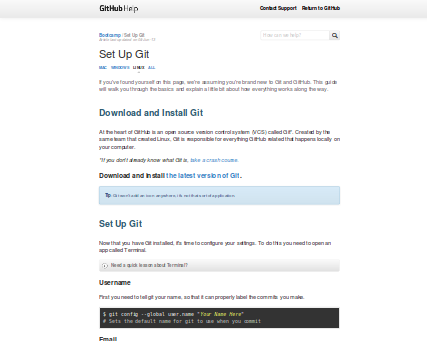 GitHub Help
Contact Support Return to GitHub
Bootcamp / Set Up Git
How can we help?
Set Up Git
Mac Windows Linux All
If you've found yourself on this page, we're assuming you're brand new to Git and GitHub. This guide
will walk you through the basics and explain a little bit about how everything works along the way.
Download and Install Git
At the heart of GitHub is an open source version control system (VCS) called Git*. Created by the
same team that created Linux, Git is responsible for everything GitHub related that happens locally on
your computer.
*If you don't already know what Git is, take a crash course.
Download and install the latest version of Git.
Tip:
Set Up Git
Now that you have Git installed, it's time to configure your settings. To do this you need to open an
app called Terminal.
Need a quick lesson about Terminal?
Username
First you need to tell git your name, so that it can properly label the commits you make.
$ git config --global user.name "Your Name Here"
# Sets the default name for git to use when you commit
Email